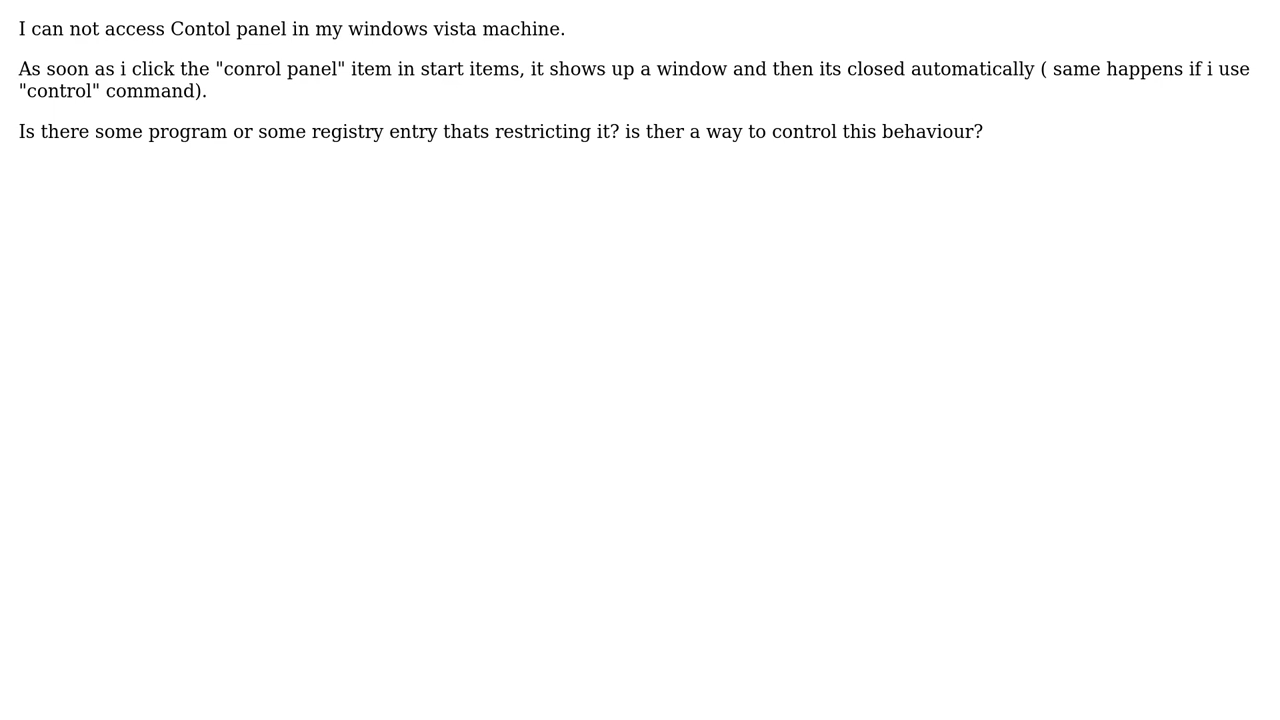 I can not access Contol panel in my windows vista machine.
As soon as i click the "conrol panel" item in start items, it shows up a window and then its closed automatically ( same happens if i use
"control" command).
Is there some program or some registry entry thats restricting it? is ther a way to control this behaviour?